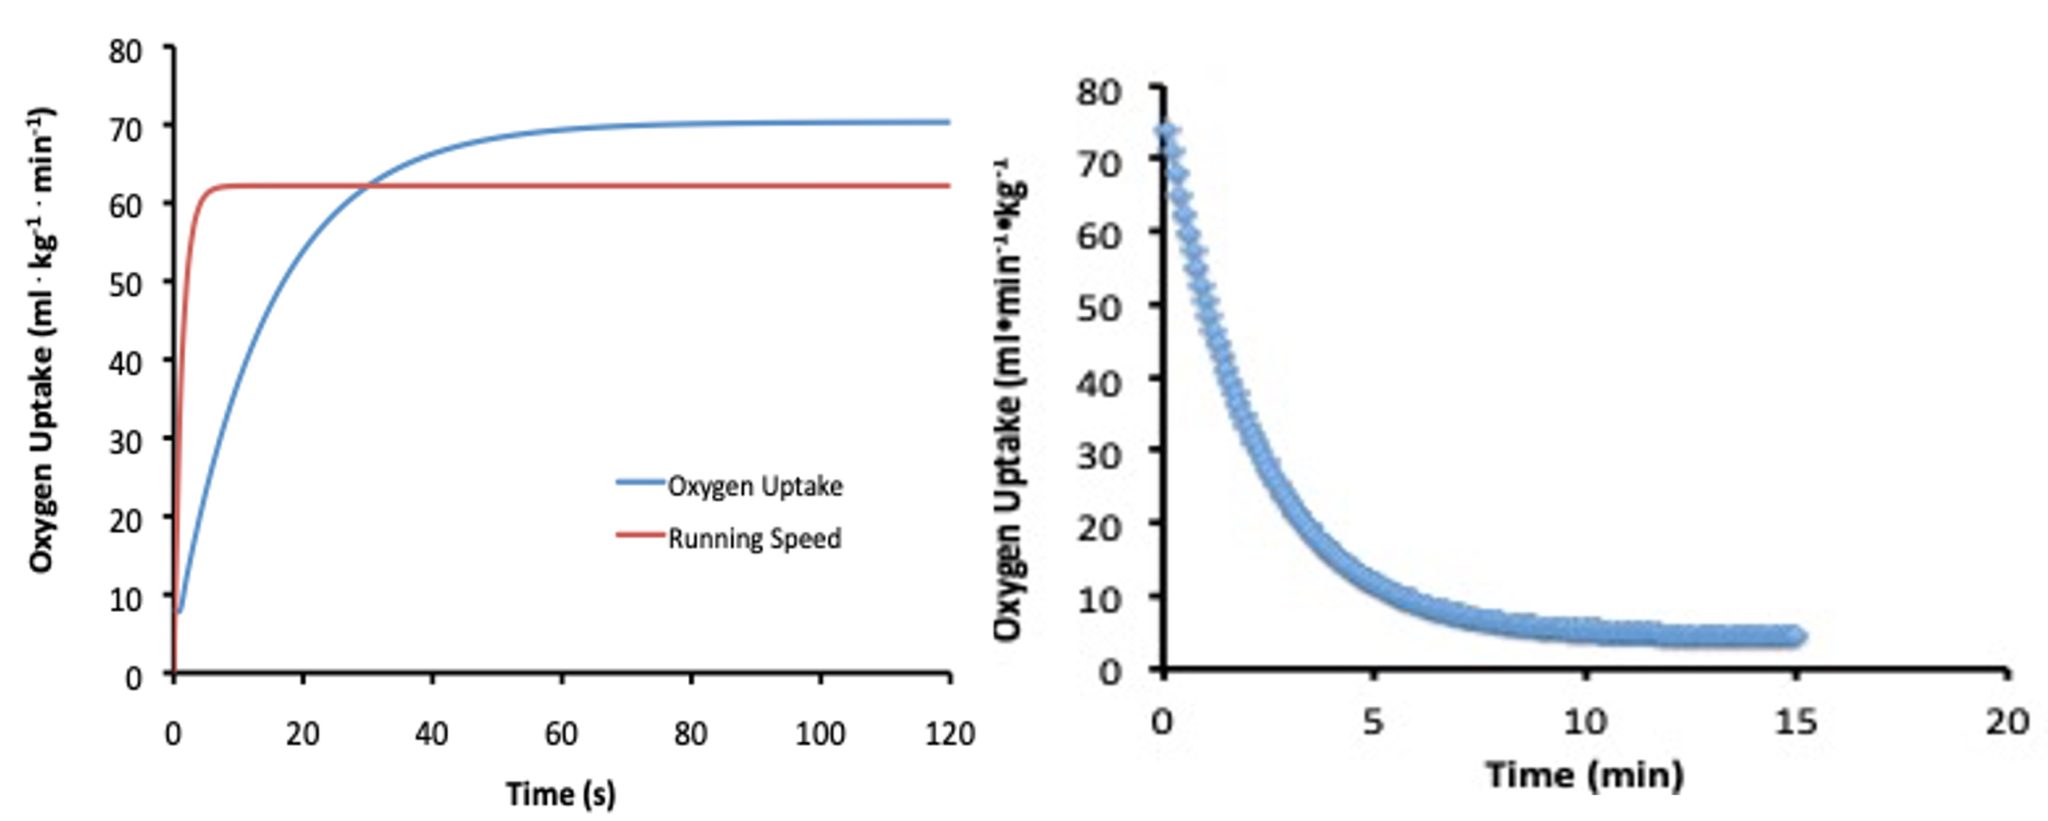 Oxygen Uptake (ml · kg-1 · min-1)
80
70
60
50
40
30
20
10
0
Oxygen Uptake
Running Speed
0 20 40 60 80 100 120
Time (s)
Oxygen Uptake (ml•min-1•kg-1
80
70
60
50
40
30
20
10
0
0 5 10 15 20
Time (min)